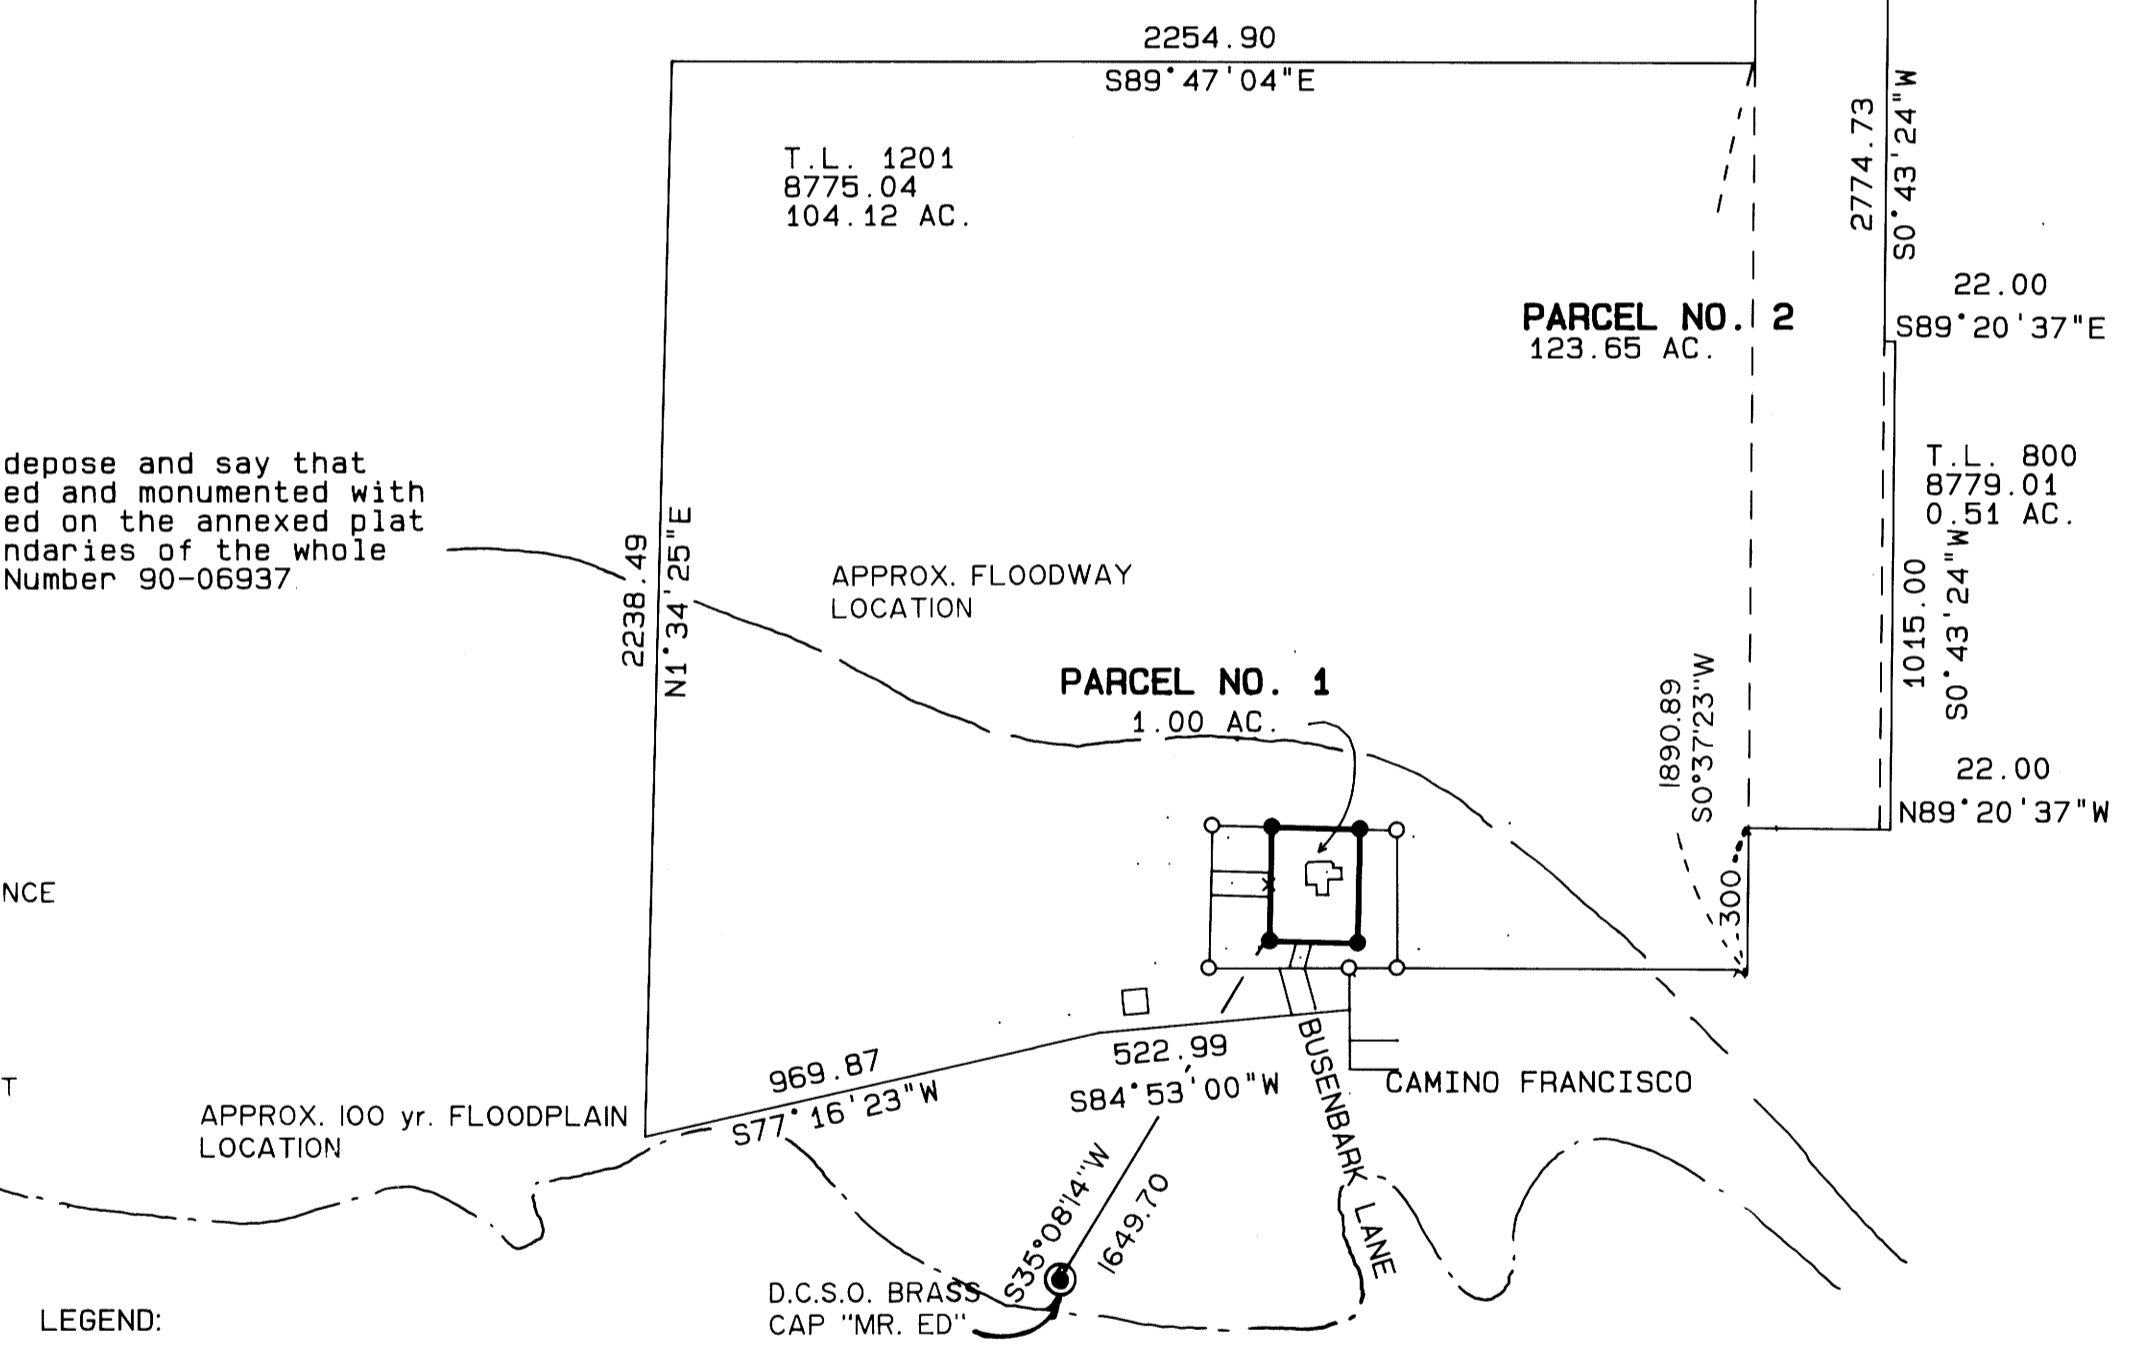 2254.90
S89°47'04"E
T.L. 1201
8775.04
104.12 AC.
2774.73
S0°43'24"W
22.00
S89°20'37"E
PARCEL NO. 2
123.65 AC.
depose and say that
ed and monumented with
ed on the annexed plat
ndaries of the whole
Number 90-06937
T.L. 800
8779.01
0.51 AC.
2238.49
N1°34'25"E
APPROX. FLOODWAY
LOCATION
1015.00
S0°43'24"W
PARCEL NO. 1
1.00 AC.
1890.89
S0°37'23"W
22.00
N89°20'37"W
300
NCE
969.87
S77°16'23"W
522.99
S84°53'00"W
BUSENBARK LANE
CAMINO FRANCISCO
T
APPROX. 100 yr. FLOODPLAIN
LOCATION
S35°08'14"W
1649.70
D.C.S.O. BRASS
CAP "MR. ED"
LEGEND: